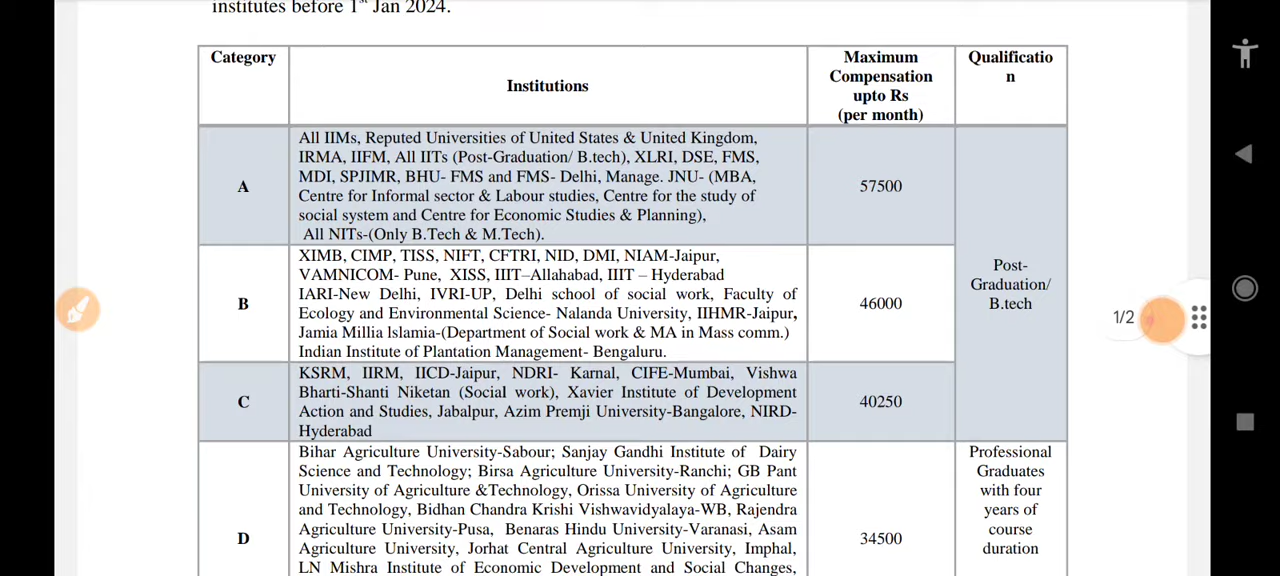 institutes before 1st Jan 2024.
Category
Institutions
Maximum
Compensation
upto Rs
(per month)
Qualificatio
n
A
All IIMs, Reputed Universities of United States & United Kingdom,
IRMA, IIFM, All IITs (Post-Graduation/ B.tech), XLRI, DSE, FMS,
MDI, SPJIMR, BHU- FMS and FMS- Delhi, Manage. JNU- (MBA,
Centre for Informal sector & Labour studies, Centre for the study of
social system and Centre for Economic Studies & Planning),
All NITs-(Only B.Tech & M.Tech).
57500
Post-
Graduation/
B.tech
B
XIMB, CIMP, TISS, NIFT, CFTRI, NID, DMI, NIAM-Jaipur,
VAMNICOM- Pune, XISS, IIIT–Allahabad, IIIT – Hyderabad
IARI-New Delhi, IVRI-UP, Delhi school of social work, Faculty of
Ecology and Environmental Science- Nalanda University, IIHMR-Jaipur,
Jamia Millia lslamia-(Department of Social work & MA in Mass comm.)
Indian Institute of Plantation Management- Bengaluru.
46000
C
KSRM, IIRM, IICD-Jaipur, NDRI- Karnal, CIFE-Mumbai, Vishwa
Bharti-Shanti Niketan (Social work), Xavier Institute of Development
Action and Studies, Jabalpur, Azim Premji University-Bangalore, NIRD-
Hyderabad
40250
D
Bihar Agriculture University-Sabour; Sanjay Gandhi Institute of Dairy
Science and Technology; Birsa Agriculture University-Ranchi; GB Pant
University of Agriculture &Technology, Orissa University of Agriculture
and Technology, Bidhan Chandra Krishi Vishwavidyalaya-WB, Rajendra
Agriculture University-Pusa, Benaras Hindu University-Varanasi, Asam
Agriculture University, Jorhat Central Agriculture University, Imphal,
LN Mishra Institute of Economic Development and Social Changes,
34500
Professional
Graduates
with four
years of
course
duration
1/2